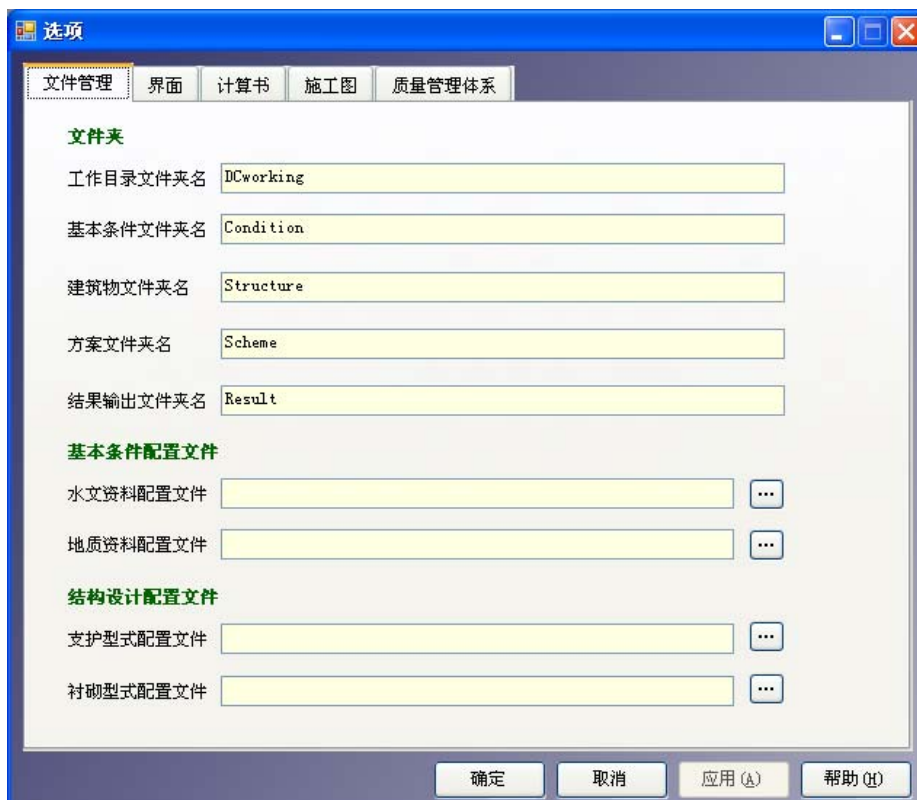 选项
文件管理 界面 计算书 施工图 质量管理体系
文件夹
工作目录文件夹名 DCworking
基本条件文件夹名 Condition
建筑物文件夹名 Structure
方案文件夹名 Scheme
结果输出文件夹名 Result
基本条件配置文件
水文资料配置文件 ...
地质资料配置文件 ...
结构设计配置文件
支护型式配置文件 ...
衬砌型式配置文件 ...
确定 取消 应用(A) 帮助(H)